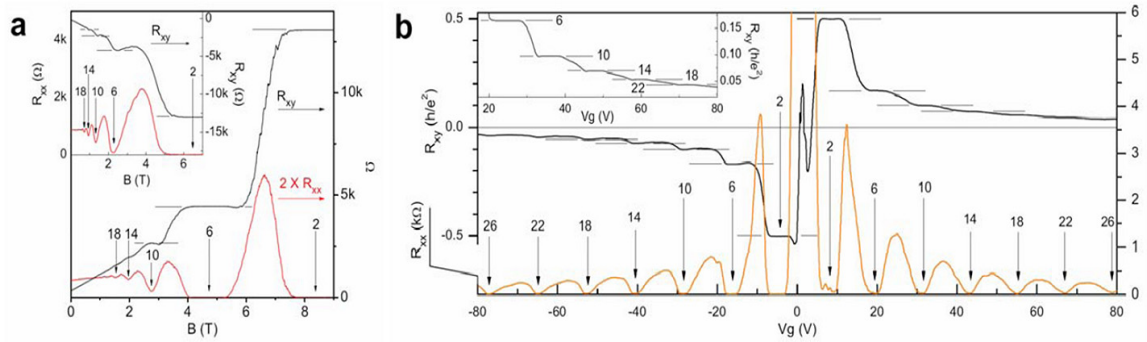 a
b
R_xx (Ω)
4k
2k
0
R_xy
R_xy (Ω)
0
-5k
-10k
-15k
14
18 10 6
2
2 4 6
B (T)
R_xy
10k
Ω
2 X R_xx
5k
18 14
10
6
2
0
0 2 4 6 8
B (T)
R_xy (h/e²)
0.5
0.0
-0.5
6
10
14
18
22
R_xy (h/e²)
0.15
0.10
0.05
20 40 60 80
Vg (V)
2
2
R_xx (kΩ)
26 22 18 14 10 6
6 10 14 18 22 26
6
5
4
3
2
1
0
-80 -60 -40 -20 0 20 40 60 80
Vg (V)